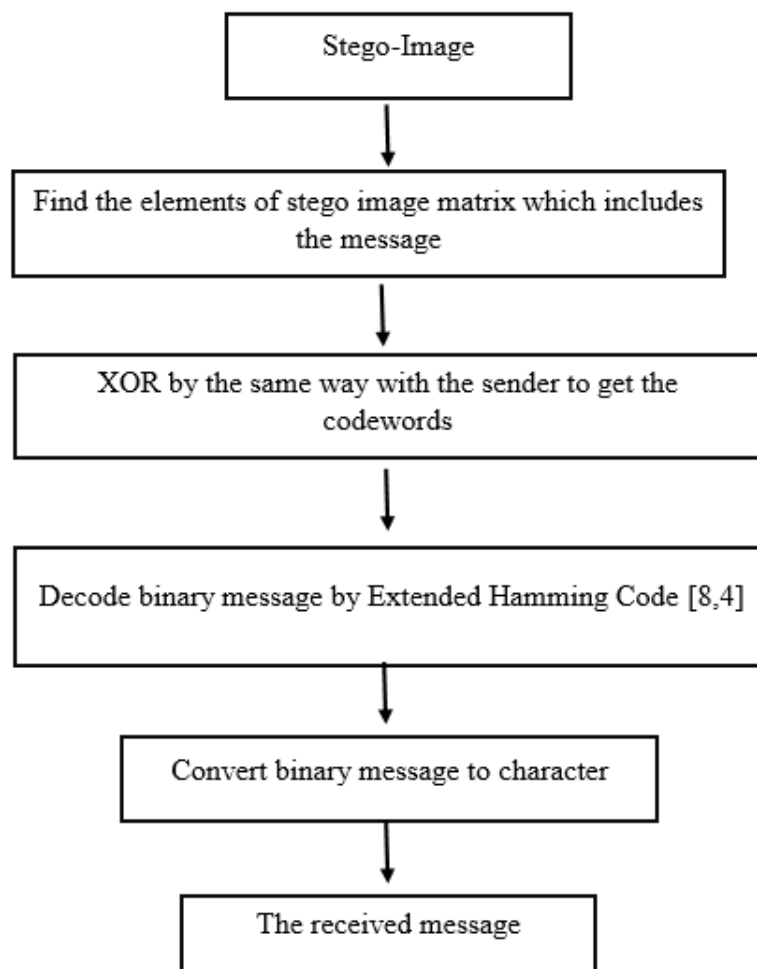 Stego-Image
Find the elements of stego image matrix which includes
the message
XOR by the same way with the sender to get the
codewords
Decode binary message by Extended Hamming Code [8,4]
Convert binary message to character
The received message